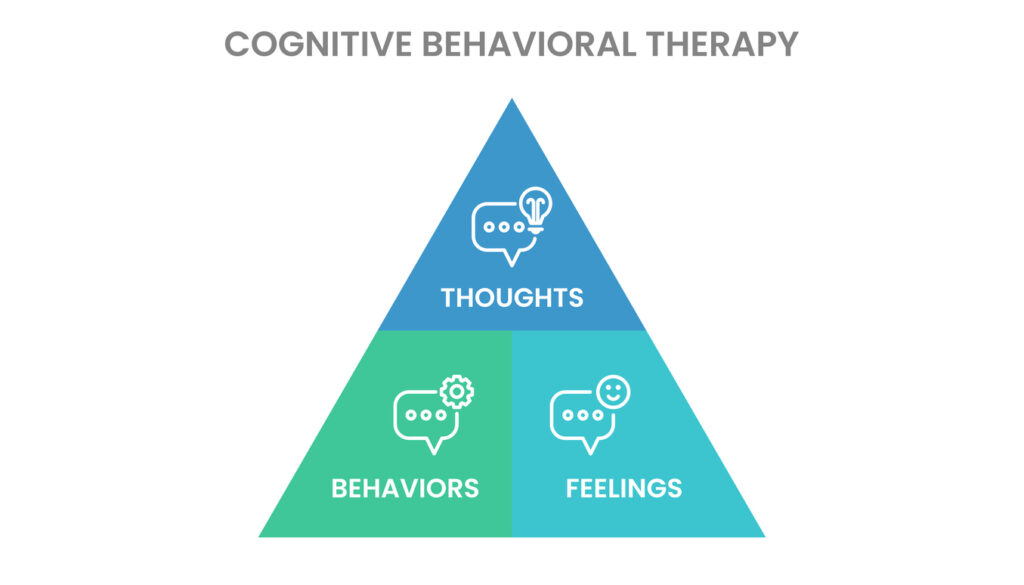 COGNITIVE BEHAVIORAL THERAPY
THOUGHTS
BEHAVIORS
FEELINGS